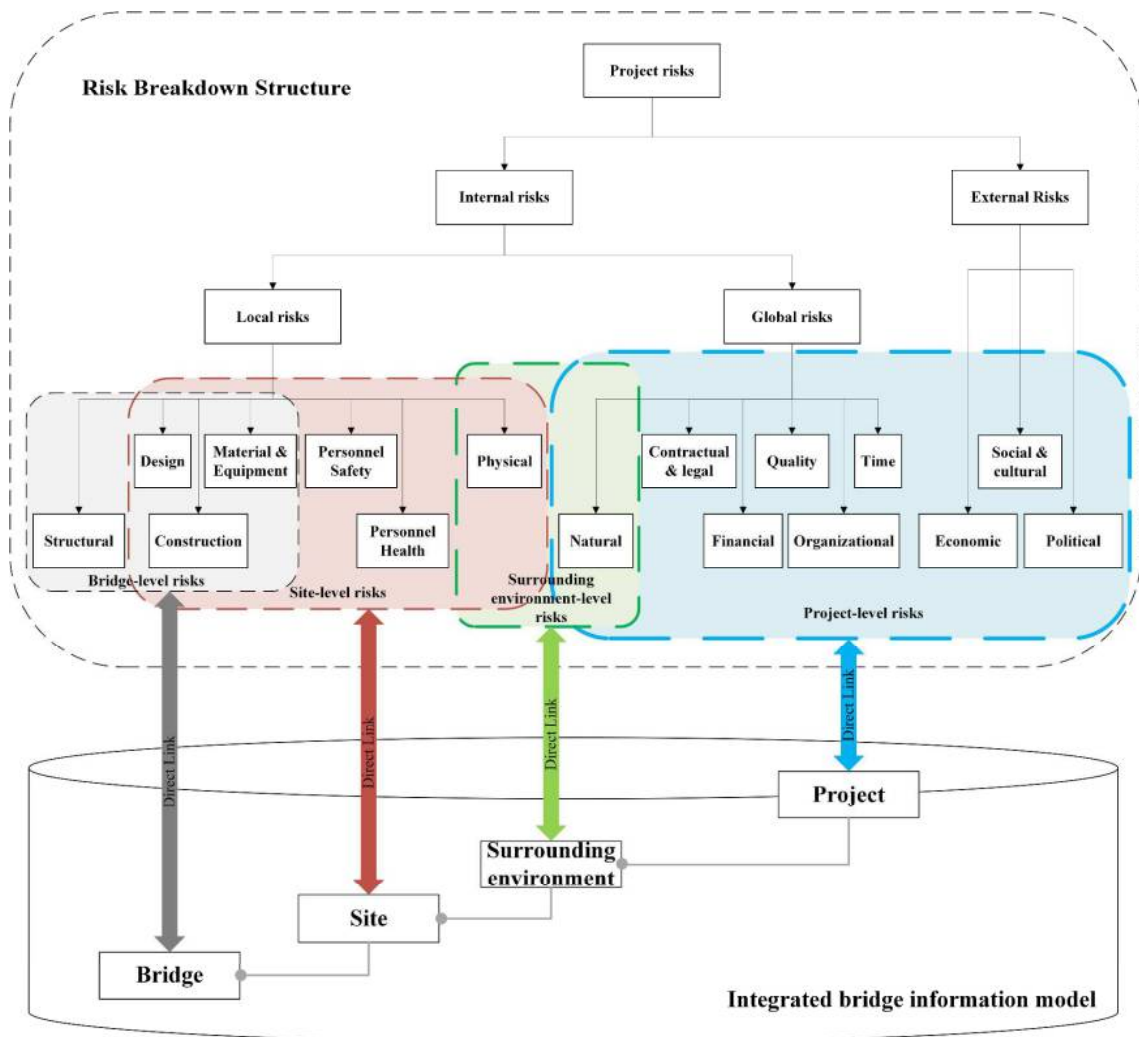 Project risks
Risk Breakdown Structure
Internal risks
External Risks
Local risks
Global risks
Design
Material &
Equipment
Personnel
Safety
Physical
Contractual
& legal
Quality
Time
Social &
cultural
Structural
Construction
Personnel
Health
Natural
Financial
Organizational
Economic
Political
Bridge-level risks
Site-level risks
Surrounding
environment-level
risks
Project-level risks
Direct Link
Direct Link
Direct Link
Direct Link
Project
Surrounding
environment
Site
Bridge
Integrated bridge information model